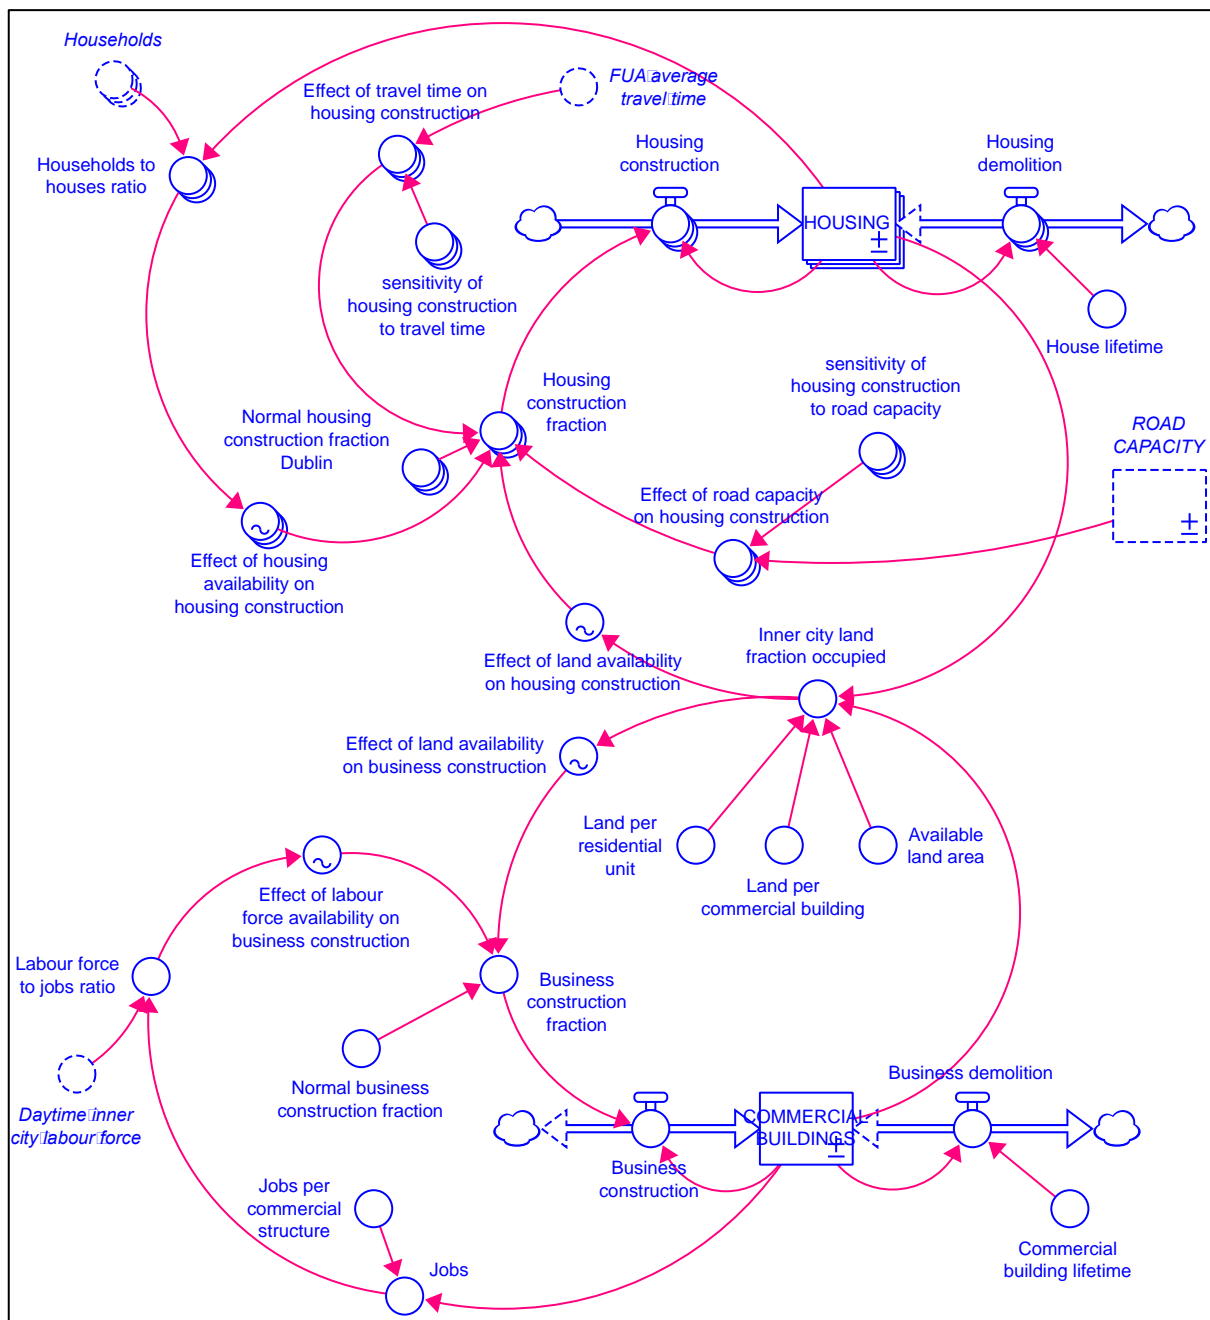 Households
Effect of travel time on
housing construction
FUA average
travel time
Housing
construction
Housing
demolition
Households to
houses ratio
HOUSING
sensitivity of
housing construction
to travel time
House lifetime
sensitivity of
housing construction
to road capacity
Housing
construction
fraction
Normal housing
construction fraction
Dublin
ROAD
CAPACITY
Effect of road capacity
on housing construction
Effect of housing
availability on
housing construction
Inner city land
fraction occupied
Effect of land availability
on housing construction
Effect of land availability
on business construction
Land per
residential
unit
Available
land area
Land per
commercial building
Effect of labour
force availability on
business construction
Labour force
to jobs ratio
Business
construction
fraction
Normal business
construction fraction
Business demolition
Daytime inner
city labour force
COMMERCIAL
BUILDINGS
Business
construction
Jobs per
commercial
structure
Commercial
building lifetime
Jobs